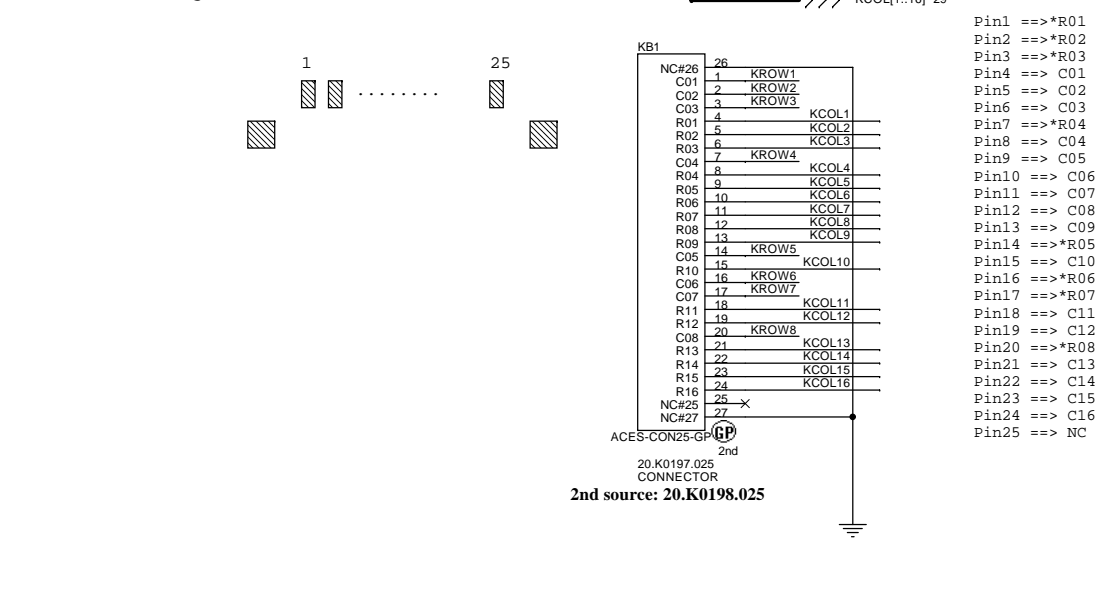 KCOL[1..16] 29
1 25
........
KB1
NC#26 26
C01 1 KROW1
C02 2 KROW2
C03 3 KROW3
R01 4 KCOL1
R02 5 KCOL2
R03 6 KCOL3
C04 7 KROW4
R04 8 KCOL4
R05 9 KCOL5
R06 10 KCOL6
R07 11 KCOL7
R08 12 KCOL8
R09 13 KCOL9
C05 14 KROW5
R10 15 KCOL10
C06 16 KROW6
C07 17 KROW7
R11 18 KCOL11
R12 19 KCOL12
C08 20 KROW8
R13 21 KCOL13
R14 22 KCOL14
R15 23 KCOL15
R16 24 KCOL16
NC#25 25
NC#27 27
ACES-CON25-GP
GP
2nd
20.K0197.025
CONNECTOR
2nd source: 20.K0198.025
Pin1 ==>*R01
Pin2 ==>*R02
Pin3 ==>*R03
Pin4 ==> C01
Pin5 ==> C02
Pin6 ==> C03
Pin7 ==>*R04
Pin8 ==> C04
Pin9 ==> C05
Pin10 ==> C06
Pin11 ==> C07
Pin12 ==> C08
Pin13 ==> C09
Pin14 ==>*R05
Pin15 ==> C10
Pin16 ==>*R06
Pin17 ==>*R07
Pin18 ==> C11
Pin19 ==> C12
Pin20 ==>*R08
Pin21 ==> C13
Pin22 ==> C14
Pin23 ==> C15
Pin24 ==> C16
Pin25 ==> NC